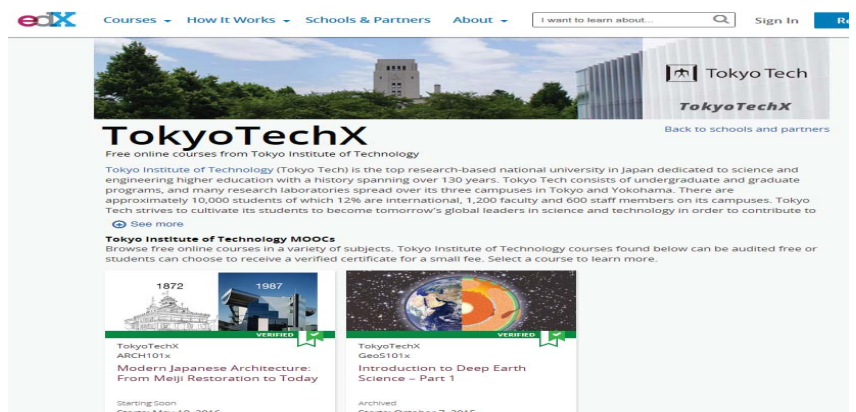 edX Courses How It Works Schools & Partners About I want to learn about... Sign In Re
Tokyo Tech
TokyoTechX
TokyoTechX
Back to schools and partners
Free online courses from Tokyo Institute of Technology
Tokyo Institute of Technology (Tokyo Tech) is the top research-based national university in Japan dedicated to science and
engineering higher education with a history spanning over 130 years. Tokyo Tech consists of undergraduate and graduate
programs, and many research laboratories spread over its three campuses in Tokyo and Yokohama. There are
approximately 10,000 students of which 12% are international, 1,200 faculty and 600 staff members on its campuses. Tokyo
Tech strives to cultivate its students to become tomorrow's global leaders in science and technology in order to contribute to
See more
Tokyo Institute of Technology MOOCs
Browse free online courses in a variety of subjects. Tokyo Institute of Technology courses found below can be audited free or
students can choose to receive a verified certificate for a small fee. Select a course to learn more.
1872 1987
VERIFIED
TokyoTechX
ARCH101x
Modern Japanese Architecture:
From Meiji Restoration to Today
Starting Soon
Starts: May 10, 2016
VERIFIED
TokyoTechX
GeoS101x
Introduction to Deep Earth
Science – Part 1
Archived
Starts: October 7, 2015